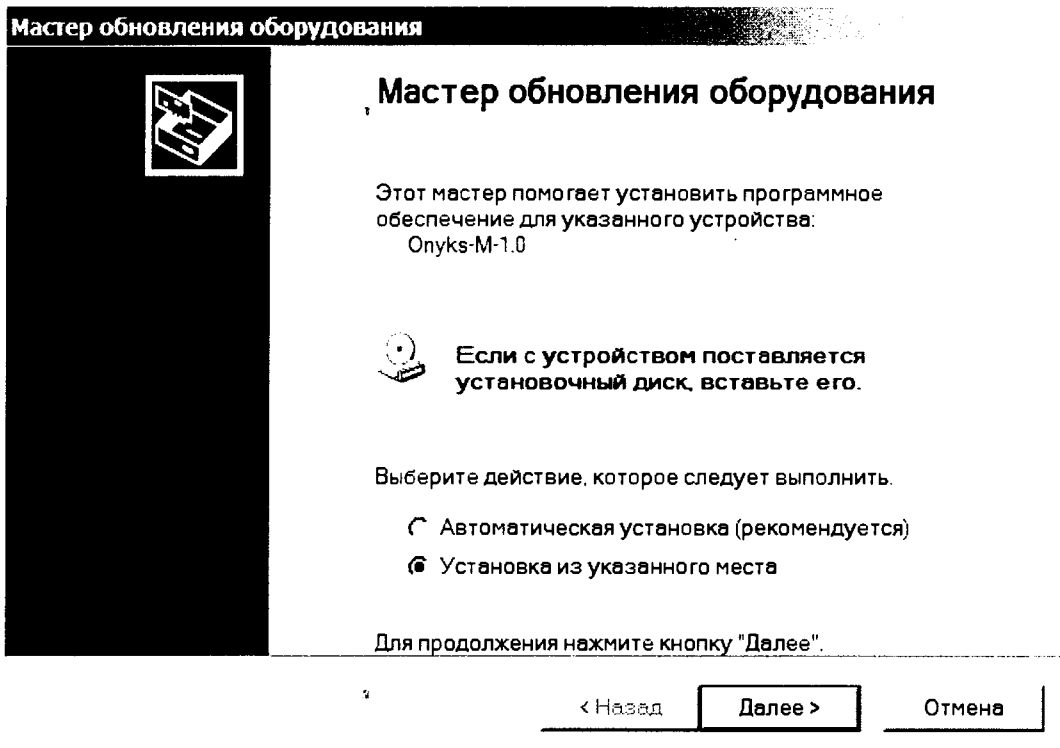 Мастер обновления оборудования
Мастер обновления оборудования
Этот мастер помогает установить программное
обеспечение для указанного устройства:
Onyks-M-1.0
Если с устройством поставляется
установочный диск, вставьте его.
Выберите действие, которое следует выполнить.
Автоматическая установка (рекомендуется)
Установка из указанного места
Для продолжения нажмите кнопку "Далее".
< Назад
Далее >
Отмена